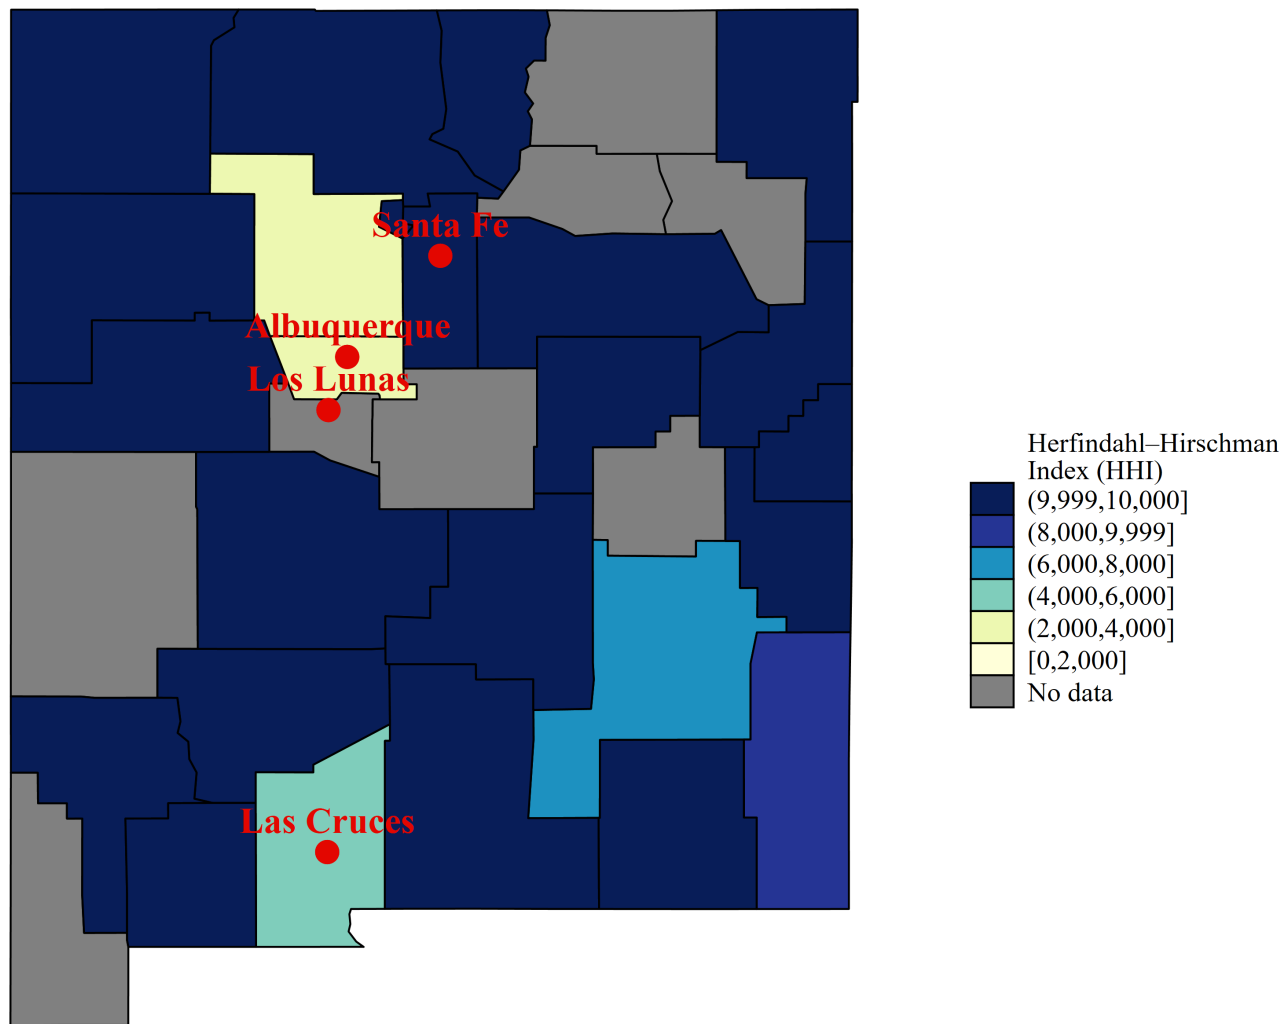 Santa Fe
Albuquerque
Los Lunas
Las Cruces
Herfindahl–Hirschman
Index (HHI)
(9,999,10,000]
(8,000,9,999]
(6,000,8,000]
(4,000,6,000]
(2,000,4,000]
[0,2,000]
No data